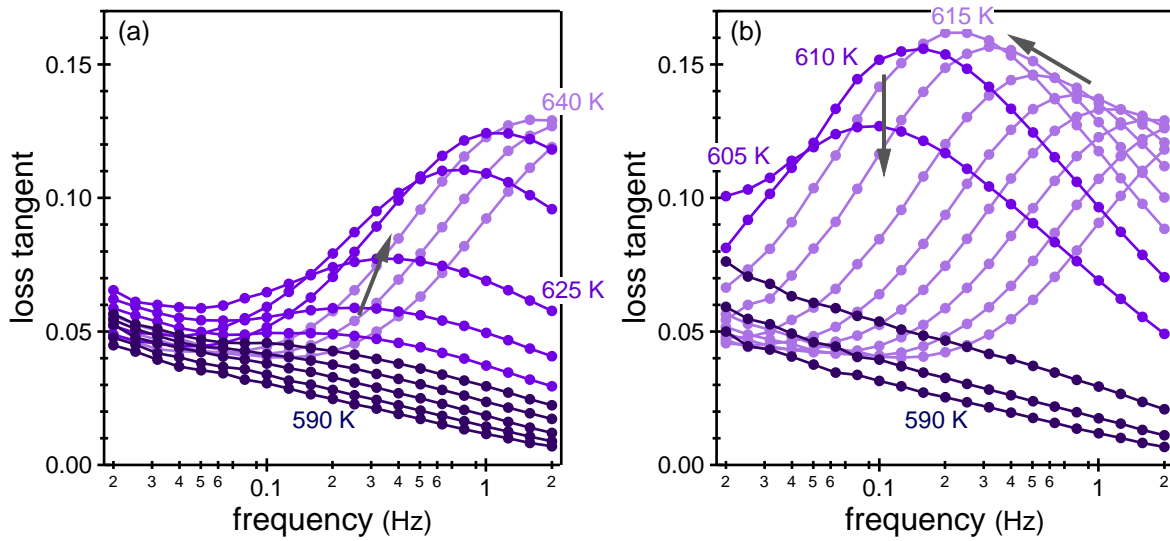 (a)
loss tangent
0.15
0.10
0.05
0.00
640 K
625 K
590 K
2 3 4 5 6 0.1 2 3 4 5 6 1 2
frequency (Hz)
(b)
loss tangent
0.15
0.10
0.05
0.00
615 K
610 K
605 K
590 K
2 3 4 5 6 0.1 2 3 4 5 6 1 2
frequency (Hz)